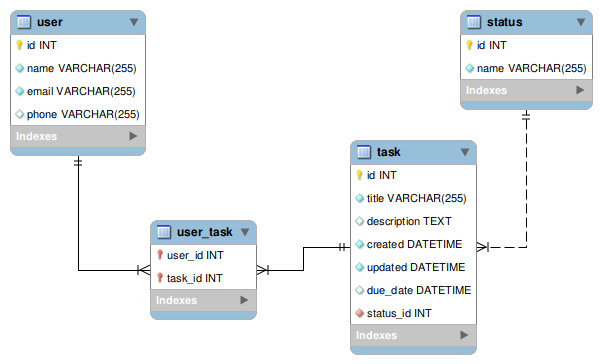 user
id INT
name VARCHAR(255)
email VARCHAR(255)
phone VARCHAR(255)
Indexes
status
id INT
name VARCHAR(255)
Indexes
user_task
user_id INT
task_id INT
Indexes
task
id INT
title VARCHAR(255)
description TEXT
created DATETIME
updated DATETIME
due_date DATETIME
status_id INT
Indexes